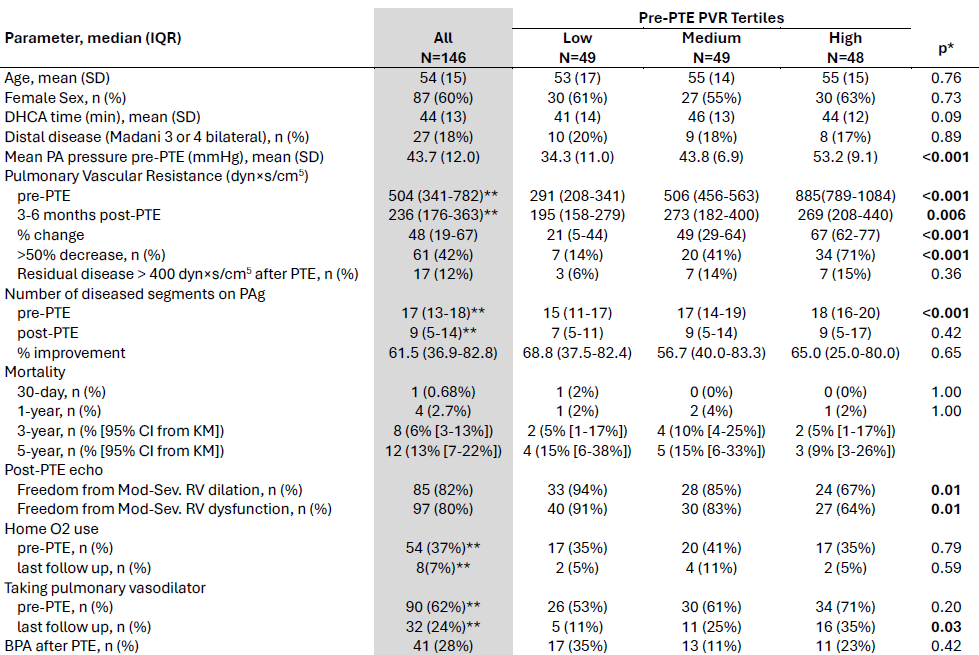 Pre-PTE PVR Tertiles
Parameter, median (IQR) All Low Medium High p*
N=146 N=49 N=49 N=48
Age, mean (SD) 54 (15) 53 (17) 55 (14) 55 (15) 0.76
Female Sex, n (%) 87 (60%) 30 (61%) 27 (55%) 30 (63%) 0.73
DHCA time (min), mean (SD) 44 (13) 41 (14) 46 (13) 44 (12) 0.09
Distal disease (Madani 3 or 4 bilateral), n (%) 27 (18%) 10 (20%) 9 (18%) 8 (17%) 0.89
Mean PA pressure pre-PTE (mmHg), mean (SD) 43.7 (12.0) 34.3 (11.0) 43.8 (6.9) 53.2 (9.1) <0.001
Pulmonary Vascular Resistance (dyn×s/cm⁵)
pre-PTE 504 (341-782)** 291 (208-341) 506 (456-563) 885(789-1084) <0.001
3-6 months post-PTE 236 (176-363)** 195 (158-279) 273 (182-400) 269 (208-440) 0.006
% change 48 (19-67) 21 (5-44) 49 (29-64) 67 (62-77) <0.001
>50% decrease, n (%) 61 (42%) 7 (14%) 20 (41%) 34 (71%) <0.001
Residual disease > 400 dyn×s/cm⁵ after PTE, n (%) 17 (12%) 3 (6%) 7 (14%) 7 (15%) 0.36
Number of diseased segments on PAg
pre-PTE 17 (13-18)** 15 (11-17) 17 (14-19) 18 (16-20) <0.001
post-PTE 9 (5-14)** 7 (5-11) 9 (5-14) 9 (5-17) 0.42
% improvement 61.5 (36.9-82.8) 68.8 (37.5-82.4) 56.7 (40.0-83.3) 65.0 (25.0-80.0) 0.65
Mortality
30-day, n (%) 1 (0.68%) 1 (2%) 0 (0%) 0 (0%) 1.00
1-year, n (%) 4 (2.7%) 1 (2%) 2 (4%) 1 (2%) 1.00
3-year, n (% [95% CI from KM]) 8 (6% [3-13%]) 2 (5% [1-17%]) 4 (10% [4-25%]) 2 (5% [1-17%])
5-year, n (% [95% CI from KM]) 12 (13% [7-22%]) 4 (15% [6-38%]) 5 (15% [6-33%]) 3 (9% [3-26%])
Post-PTE echo
Freedom from Mod-Sev. RV dilation, n (%) 85 (82%) 33 (94%) 28 (85%) 24 (67%) 0.01
Freedom from Mod-Sev. RV dysfunction, n (%) 97 (80%) 40 (91%) 30 (83%) 27 (64%) 0.01
Home O2 use
pre-PTE, n (%) 54 (37%)** 17 (35%) 20 (41%) 17 (35%) 0.79
last follow up, n (%) 8(7%)** 2 (5%) 4 (11%) 2 (5%) 0.59
Taking pulmonary vasodilator
pre-PTE, n (%) 90 (62%)** 26 (53%) 30 (61%) 34 (71%) 0.20
last follow up, n (%) 32 (24%)** 5 (11%) 11 (25%) 16 (35%) 0.03
BPA after PTE, n (%) 41 (28%) 17 (35%) 13 (11%) 11 (23%) 0.42